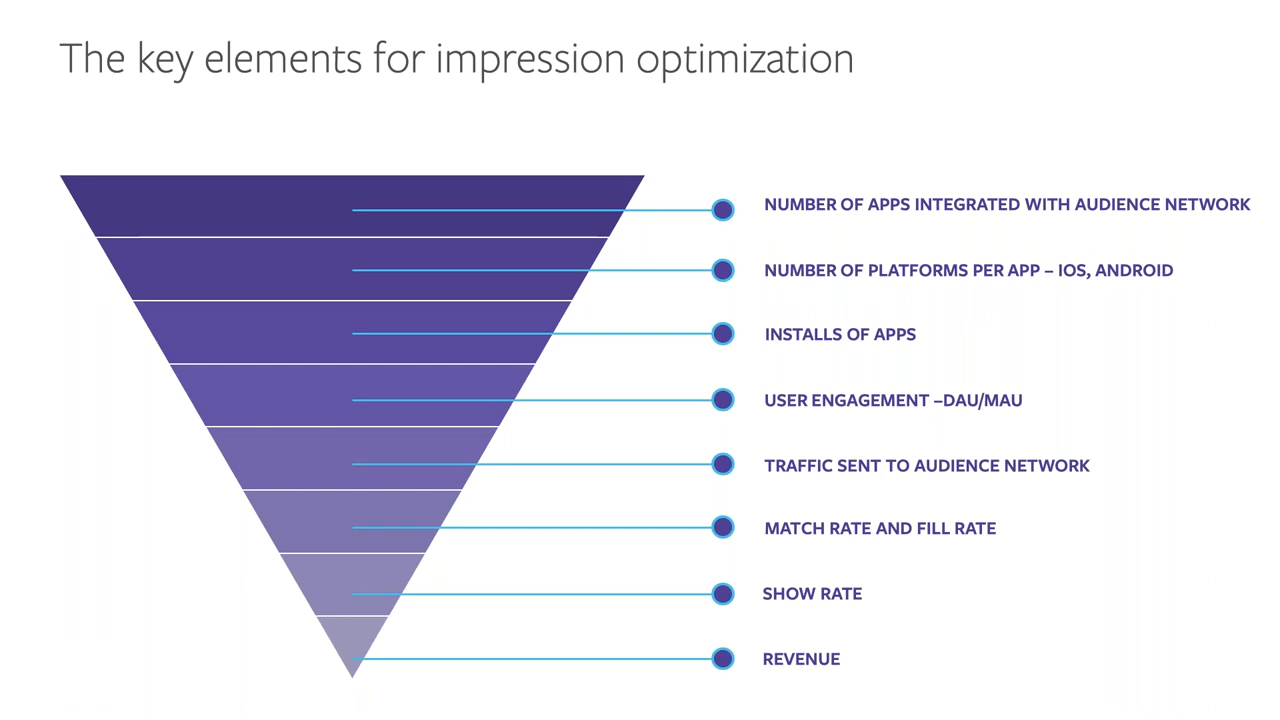 The key elements for impression optimization
NUMBER OF APPS INTEGRATED WITH AUDIENCE NETWORK
NUMBER OF PLATFORMS PER APP – IOS, ANDROID
INSTALLS OF APPS
USER ENGAGEMENT –DAU/MAU
TRAFFIC SENT TO AUDIENCE NETWORK
MATCH RATE AND FILL RATE
SHOW RATE
REVENUE